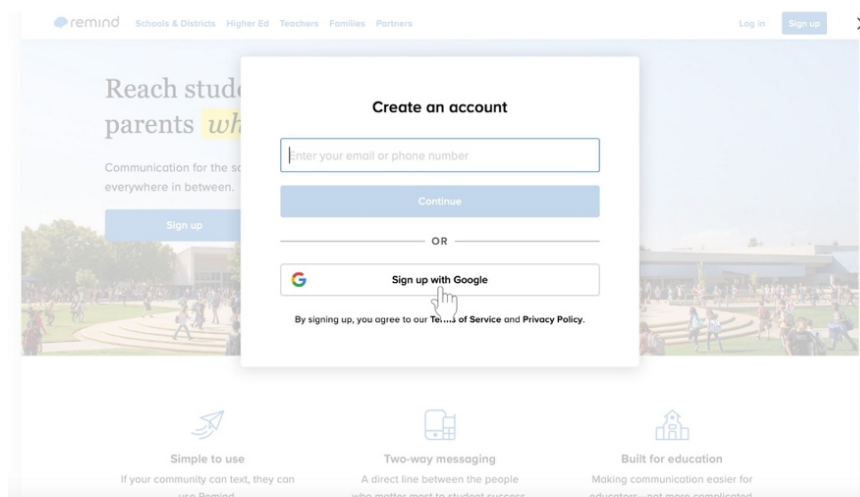 remind Schools & Districts Higher Ed Teachers Families Partners Log in Sign up
Reach stud
parents wh
Communication for the sc
everywhere in between.
Sign up
Create an account
Enter your email or phone number
Continue
OR
Sign up with Google
By signing up, you agree to our of Service and Privacy Policy.
Simple to use
If your community can text, they can
use Remind.
Two-way messaging
A direct line between the people
who matter most to student success.
Built for education
Making communication easier for
educators—not more complicated.